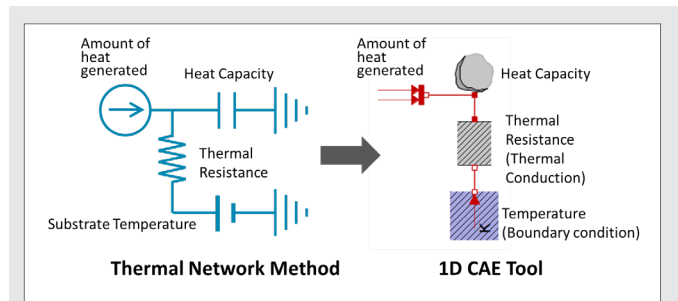 Amount of
heat
generated
Heat Capacity
Thermal
Resistance
Substrate Temperature
Thermal Network Method
Amount of
heat
generated
Heat Capacity
Thermal
Resistance
(Thermal
Conduction)
K
Temperature
(Boundary condition)
1D CAE Tool